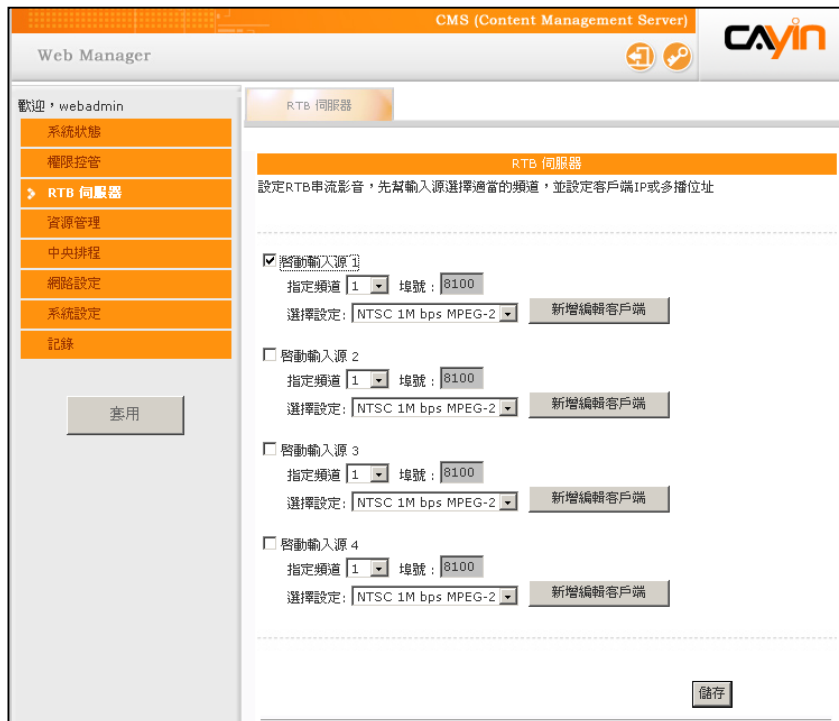 CMS (Content Management Server)
CAYIN
Web Manager
歡迎，webadmin
系統狀態
權限控管
RTB 伺服器
資源管理
中央排程
網路設定
系統設定
記錄
套用
RTB 伺服器
RTB 伺服器
設定RTB串流影音，先幫輸入源選擇適當的頻道，並設定客戶端IP或多播位址
啓動輸入源 1
指定頻道 1 埠號： 8100
選擇設定: NTSC 1M bps MPEG-2 新增編輯客戶端
啓動輸入源 2
指定頻道 1 埠號： 8100
選擇設定: NTSC 1M bps MPEG-2 新增編輯客戶端
啓動輸入源 3
指定頻道 1 埠號： 8100
選擇設定: NTSC 1M bps MPEG-2 新增編輯客戶端
啓動輸入源 4
指定頻道 1 埠號： 8100
選擇設定: NTSC 1M bps MPEG-2 新增編輯客戶端
儲存